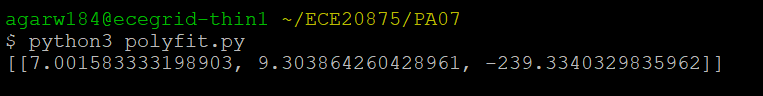 agarw184@ecegrid-thin1 ~/ECE20875/PA07
$ python3 polyfit.py
[[7.001583333198903, 9.303864260428961, -239.3340329835962]]